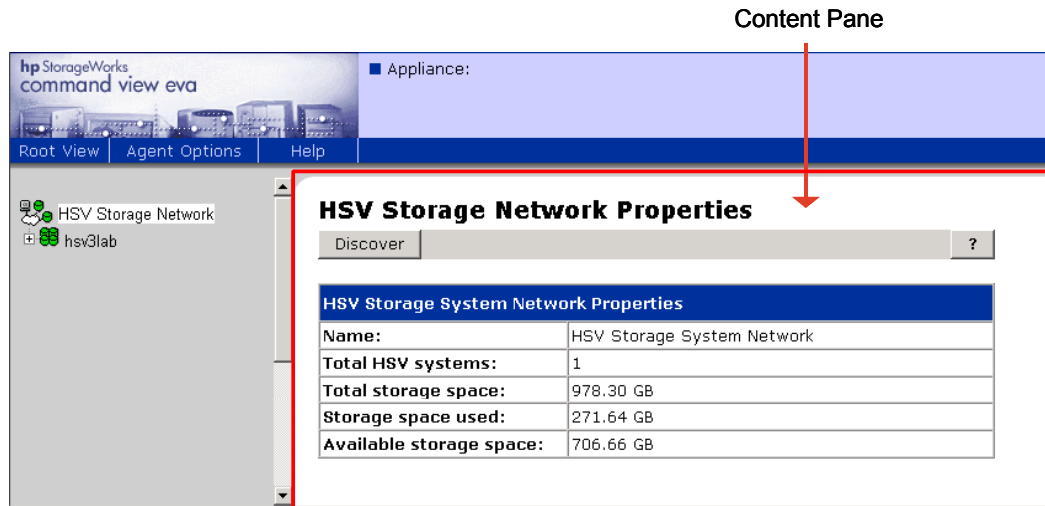 Content Pane
hp StorageWorks
command view eva
Appliance:
Root View Agent Options Help
HSV Storage Network
hsv3lab
HSV Storage Network Properties
Discover ?
HSV Storage System Network Properties
Name: HSV Storage System Network
Total HSV systems: 1
Total storage space: 978.30 GB
Storage space used: 271.64 GB
Available storage space: 706.66 GB